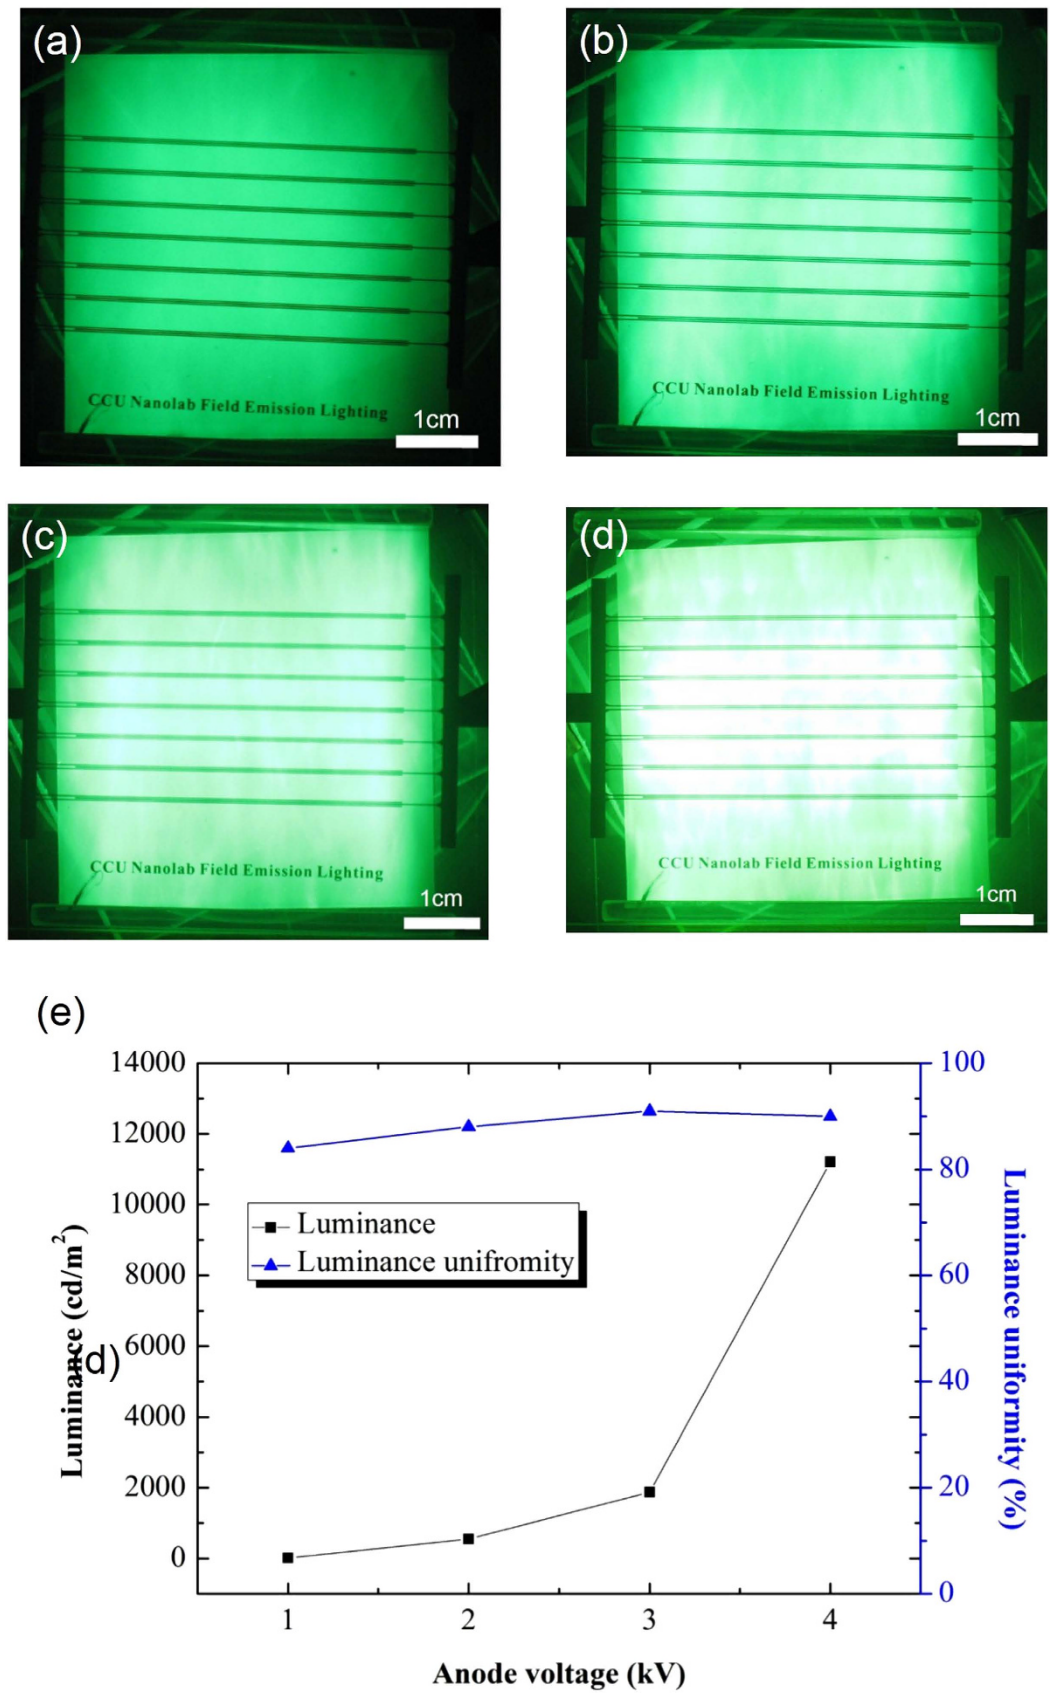 (a)
CCU Nanolab Field Emission Lighting
1cm
(b)
CCU Nanolab Field Emission Lighting
1cm
(c)
CCU Nanolab Field Emission Lighting
1cm
(d)
CCU Nanolab Field Emission Lighting
1cm
(e)
14000
12000
10000
8000
6000
4000
2000
0
Luminance (cd/m²)
d)
Luminance
Luminance unifromity
100
80
60
40
20
0
Luminance uniformity (%)
1 2 3 4
Anode voltage (kV)